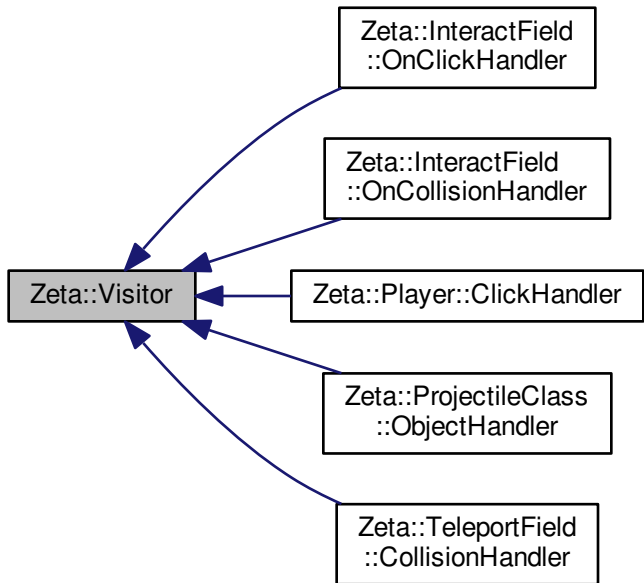 Zeta::InteractField
::OnClickHandler
Zeta::InteractField
::OnCollisionHandler
Zeta::Visitor
Zeta::Player::ClickHandler
Zeta::ProjectileClass
::ObjectHandler
Zeta::TeleportField
::CollisionHandler